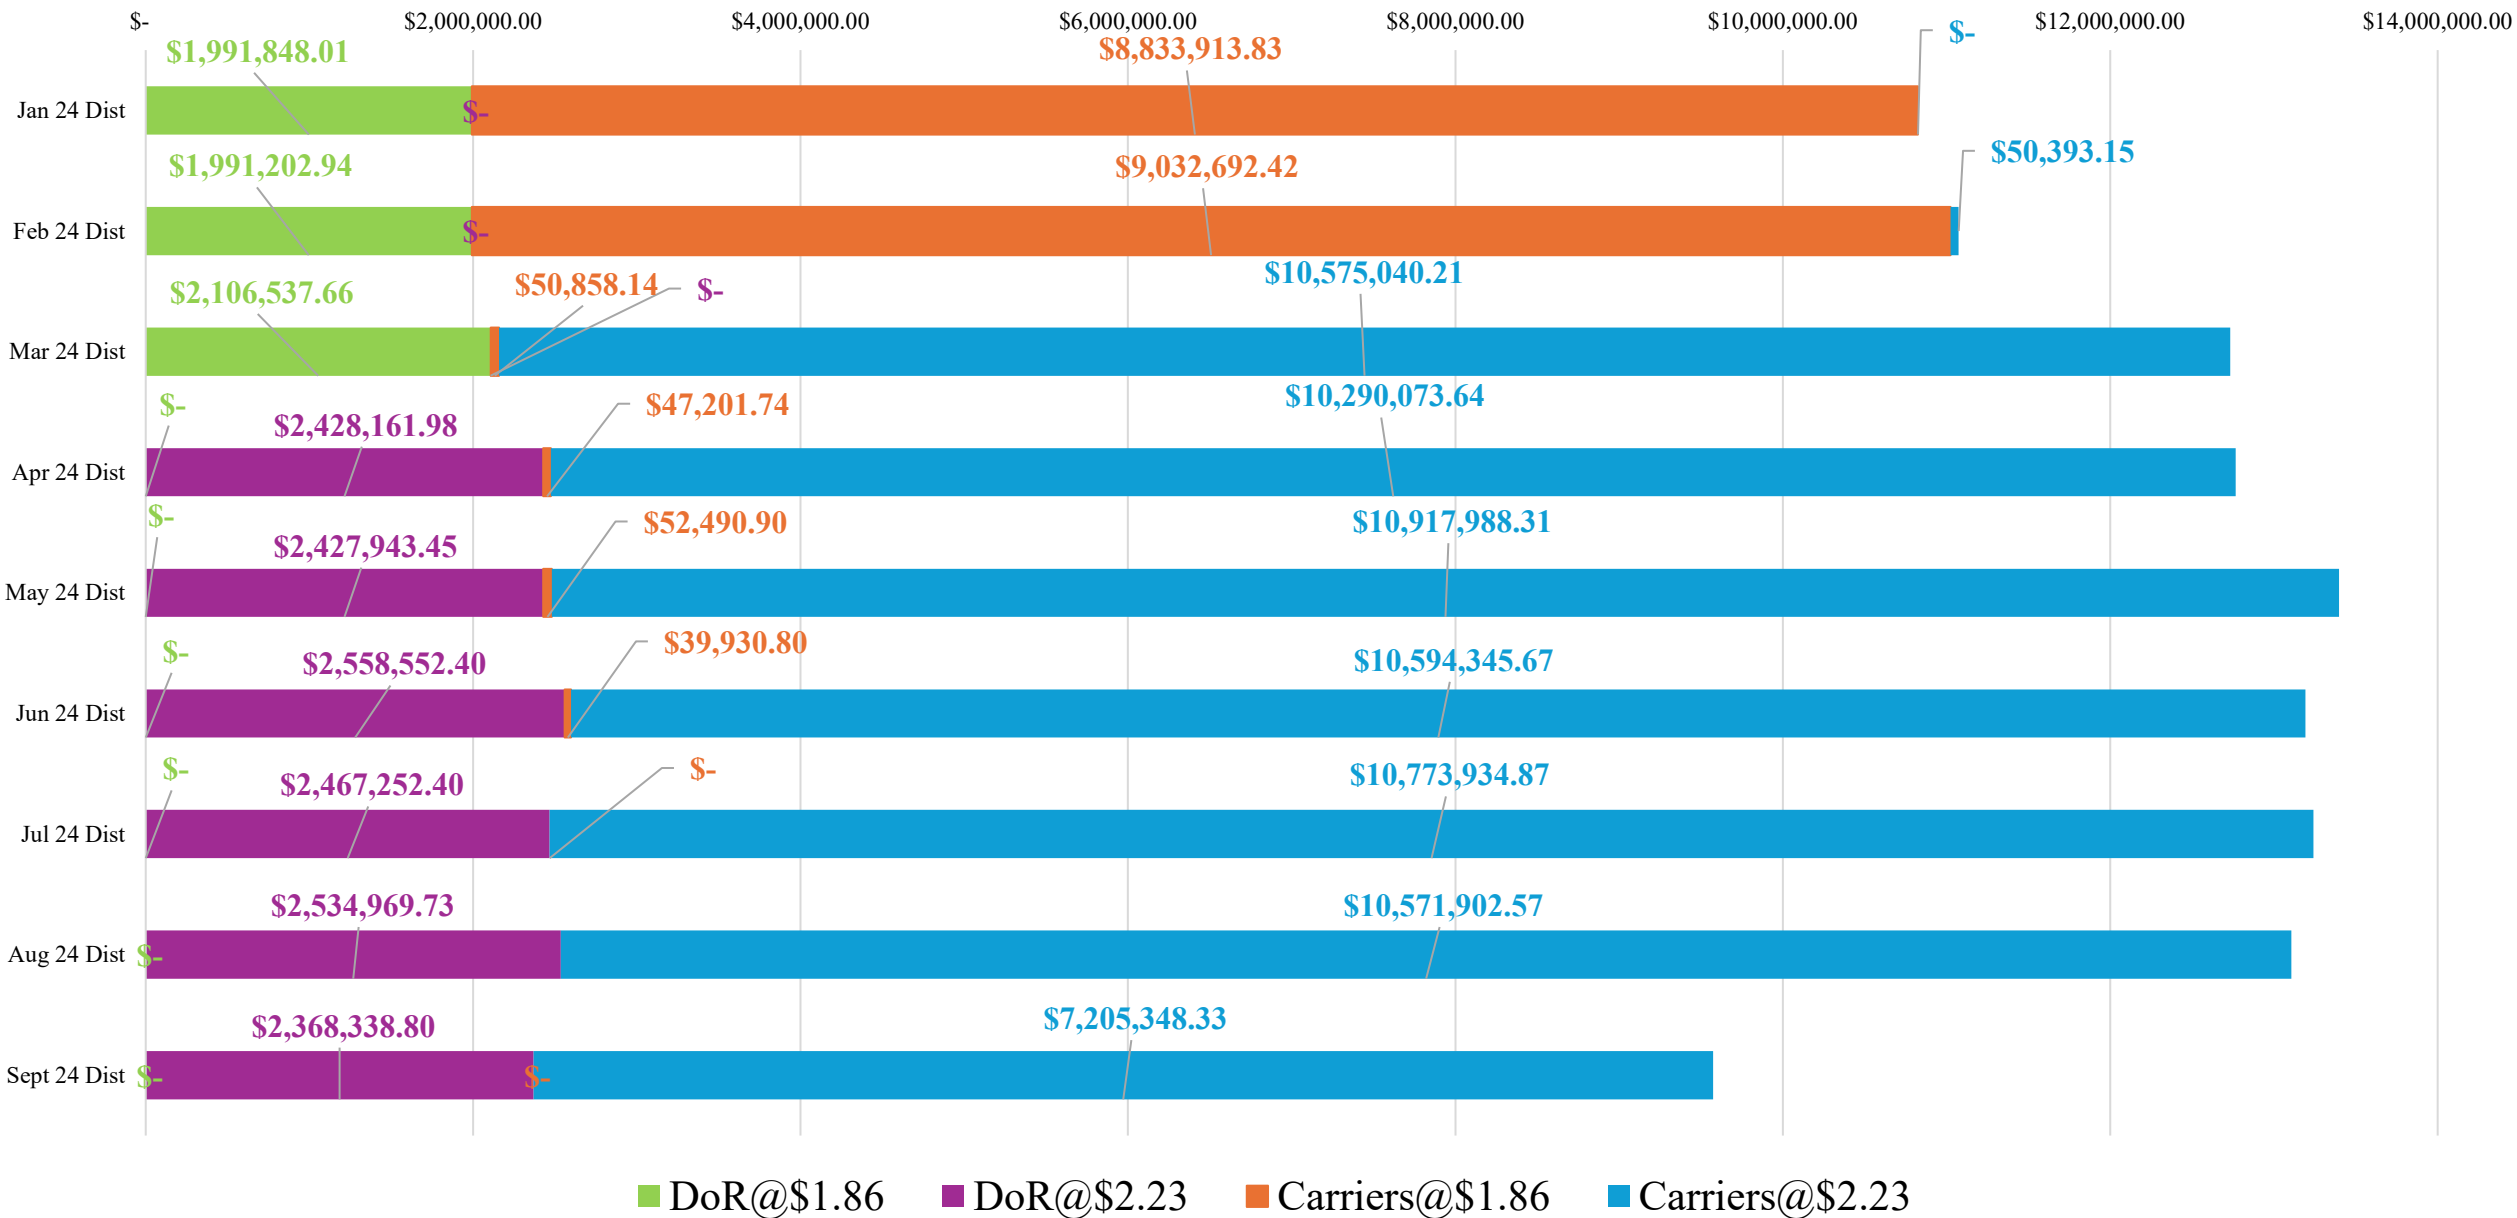 $- $2,000,000.00 $4,000,000.00 $6,000,000.00 $8,000,000.00 $10,000,000.00 $12,000,000.00 $14,000,000.00
$1,991,848.01 $8,833,913.83 $-
Jan 24 Dist $-
$1,991,202.94 $9,032,692.42 $50,393.15
Feb 24 Dist $-
$2,106,537.66 $50,858.14 $- $10,575,040.21
Mar 24 Dist
$- $2,428,161.98 $47,201.74 $10,290,073.64
Apr 24 Dist
$- $2,427,943.45 $52,490.90 $10,917,988.31
May 24 Dist
$- $2,558,552.40 $39,930.80 $10,594,345.67
Jun 24 Dist
$- $2,467,252.40 $- $10,773,934.87
Jul 24 Dist
$2,534,969.73 $10,571,902.57
Aug 24 Dist $-
$2,368,338.80 $7,205,348.33
Sept 24 Dist $- $-
DoR@$1.86 DoR@$2.23 Carriers@$1.86 Carriers@$2.23